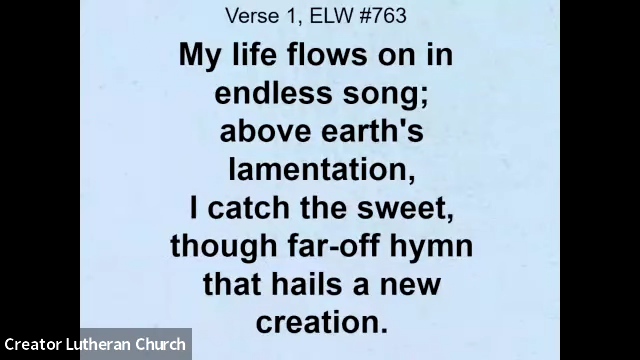 Verse 1, ELW #763
My life flows on in
endless song;
above earth's
lamentation,
I catch the sweet,
though far-off hymn
that hails a new
creation.
Creator Lutheran Church